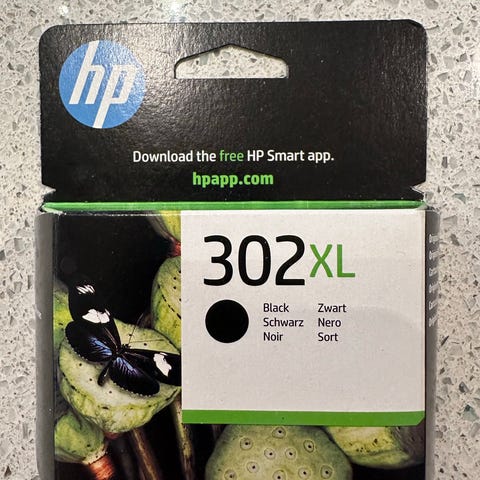 hp
Download the free HP Smart app.
hpapp.com
302XL
Black Zwart
Schwarz Nero
Noir Sort